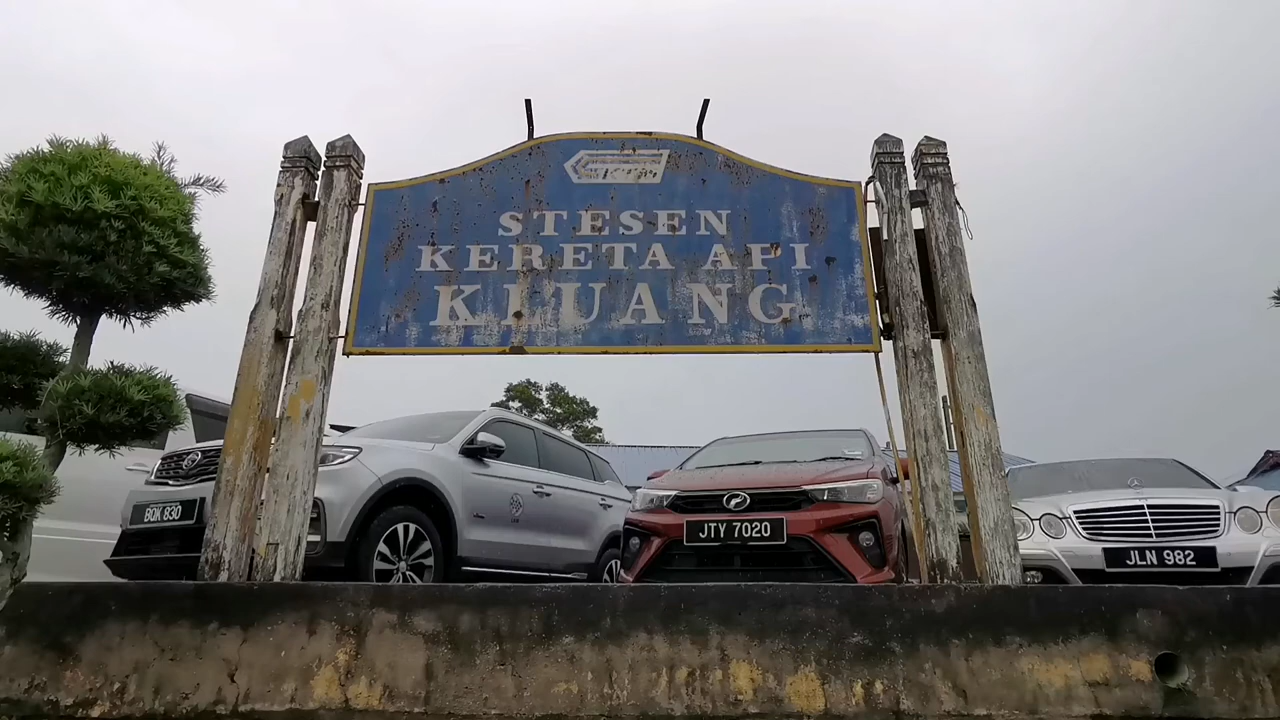 STESEN
KERETA API
KLUANG
BQK 830
JTY 7020
JLN 982